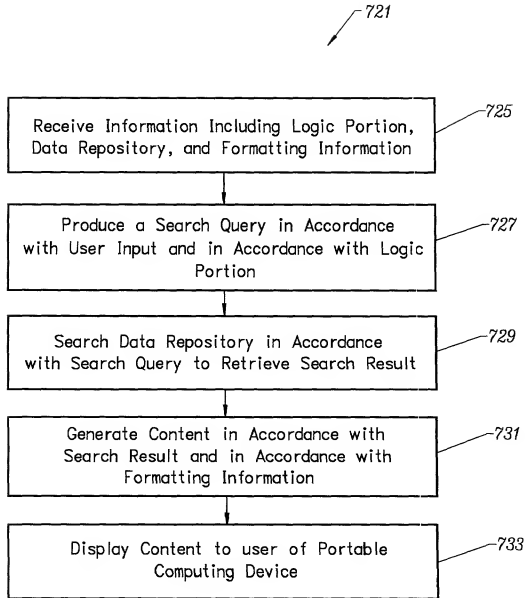 721
Receive Information Including Logic Portion,
Data Repository, and Formatting Information
725
Produce a Search Query in Accordance
with User Input and in Accordance with Logic
Portion
727
Search Data Repository in Accordance
with Search Query to Retrieve Search Result
729
Generate Content in Accordance with
Search Result and in Accordance with
Formatting Information
731
Display Content to user of Portable
Computing Device
733